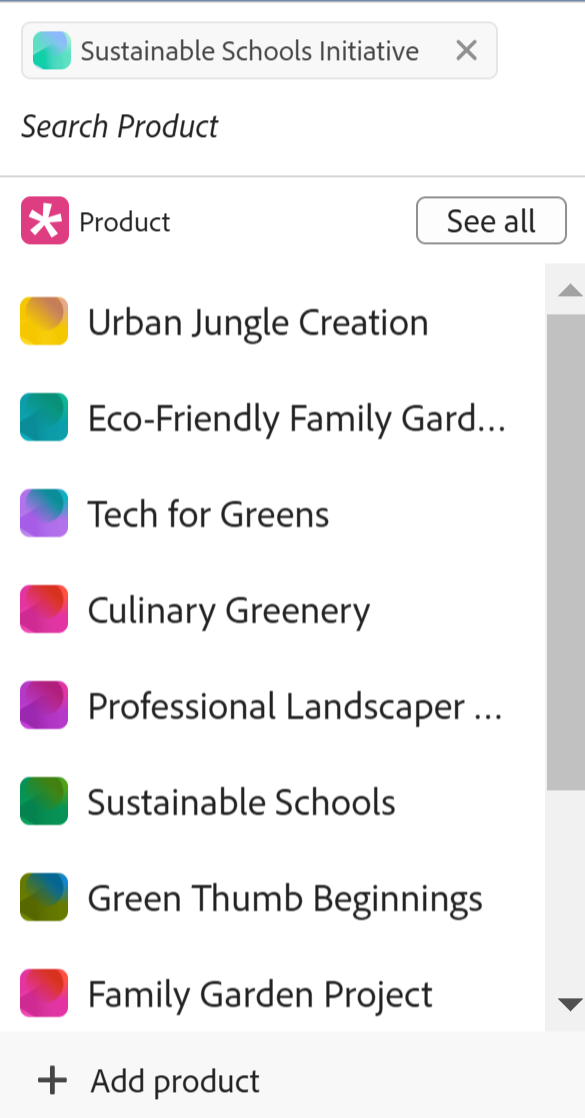 Sustainable Schools Initiative
Search Product
Product
See all
Urban Jungle Creation
Eco-Friendly Family Gard...
Tech for Greens
Culinary Greenery
Professional Landscaper ...
Sustainable Schools
Green Thumb Beginnings
Family Garden Project
Add product